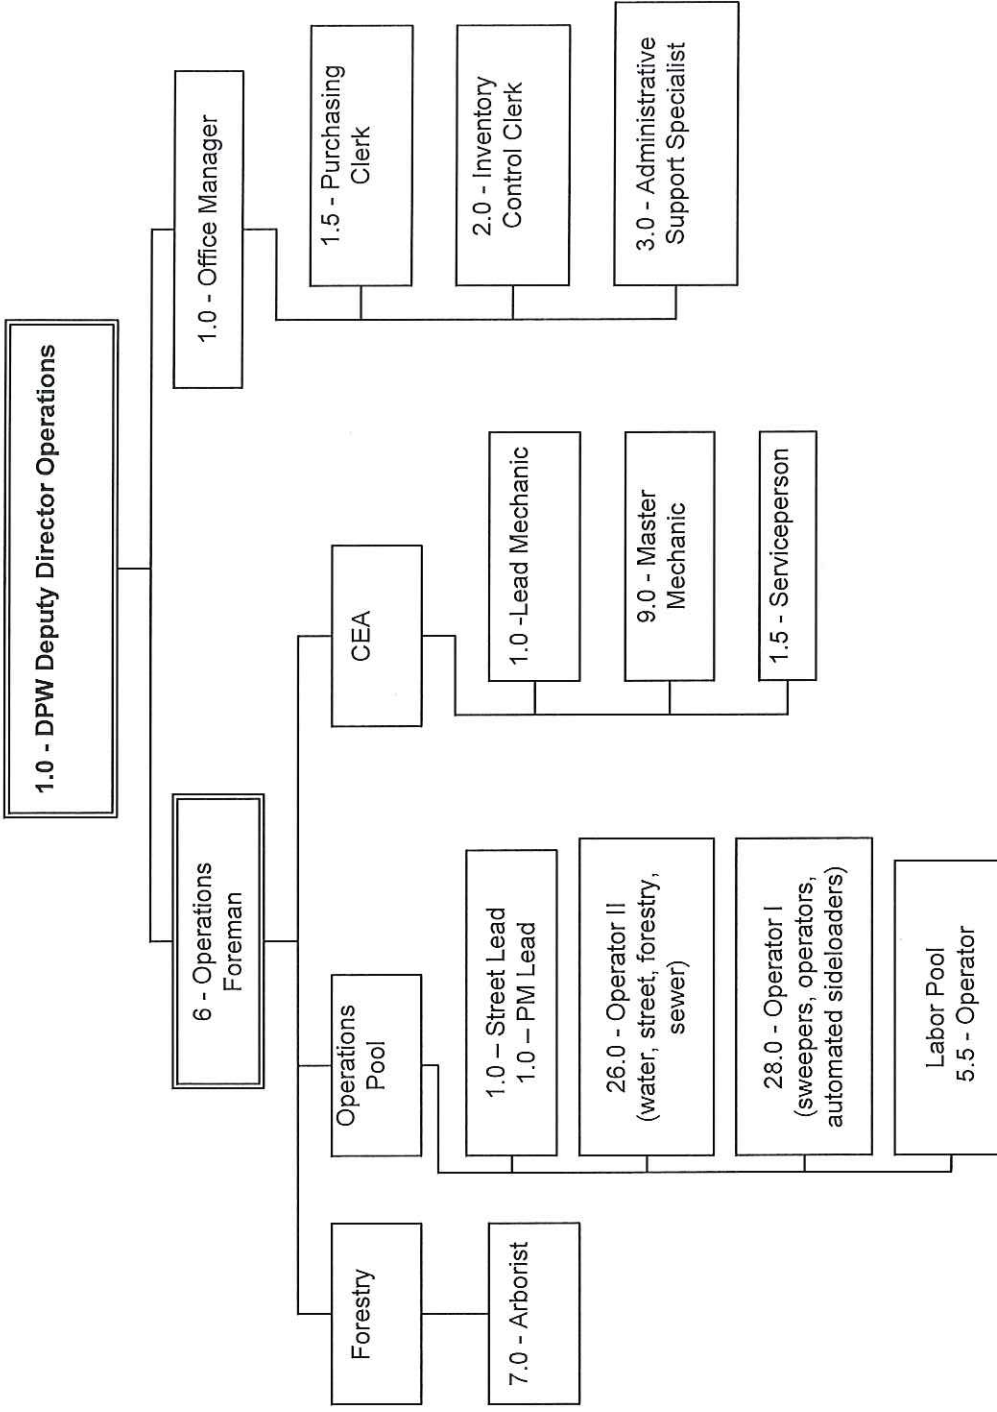 1.0 - DPW Deputy Director Operations
6 - Operations
Foreman
1.0 - Office Manager
Forestry
Operations
Pool
CEA
7.0 - Arborist
1.0 – Street Lead
1.0 – PM Lead
26.0 - Operator II
(water, street, forestry,
sewer)
28.0 - Operator I
(sweepers, operators,
automated sideloaders)
Labor Pool
5.5 - Operator
1.0 -Lead Mechanic
9.0 - Master
Mechanic
1.5 - Serviceperson
1.5 - Purchasing
Clerk
2.0 - Inventory
Control Clerk
3.0 - Administrative
Support Specialist